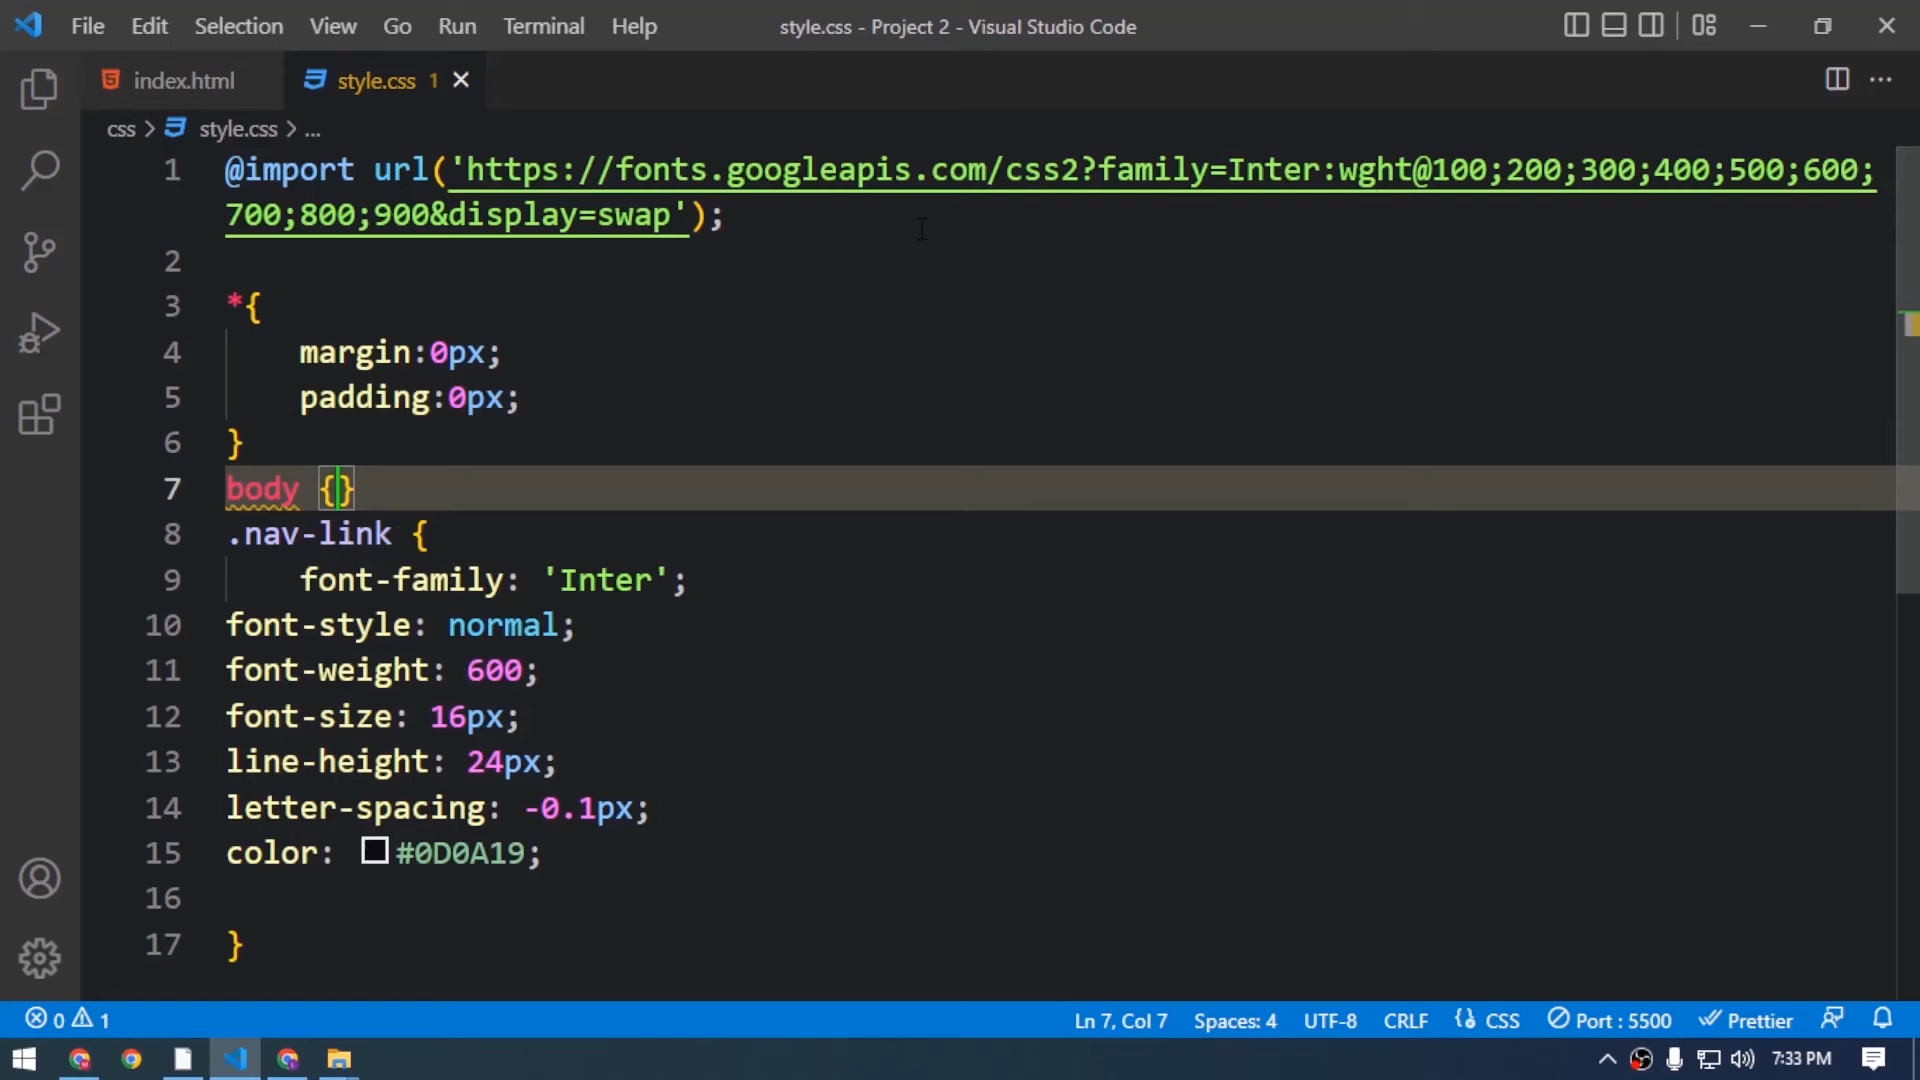 File Edit Selection View Go Run Terminal Help style.css - Project 2 - Visual Studio Code
index.html style.css 1
css > style.css > ...
1 @import url('https://fonts.googleapis.com/css2?family=Inter:wght@100;200;300;400;500;600;
700;800;900&display=swap');
2
3 *{
4 margin:0px;
5 padding:0px;
6 }
7 body {}
8 .nav-link {
9 font-family: 'Inter';
10 font-style: normal;
11 font-weight: 600;
12 font-size: 16px;
13 line-height: 24px;
14 letter-spacing: -0.1px;
15 color: #0D0A19;
16
17 }
0 1 Ln 7, Col 7 Spaces: 4 UTF-8 CRLF CSS Port : 5500 Prettier
7:33 PM